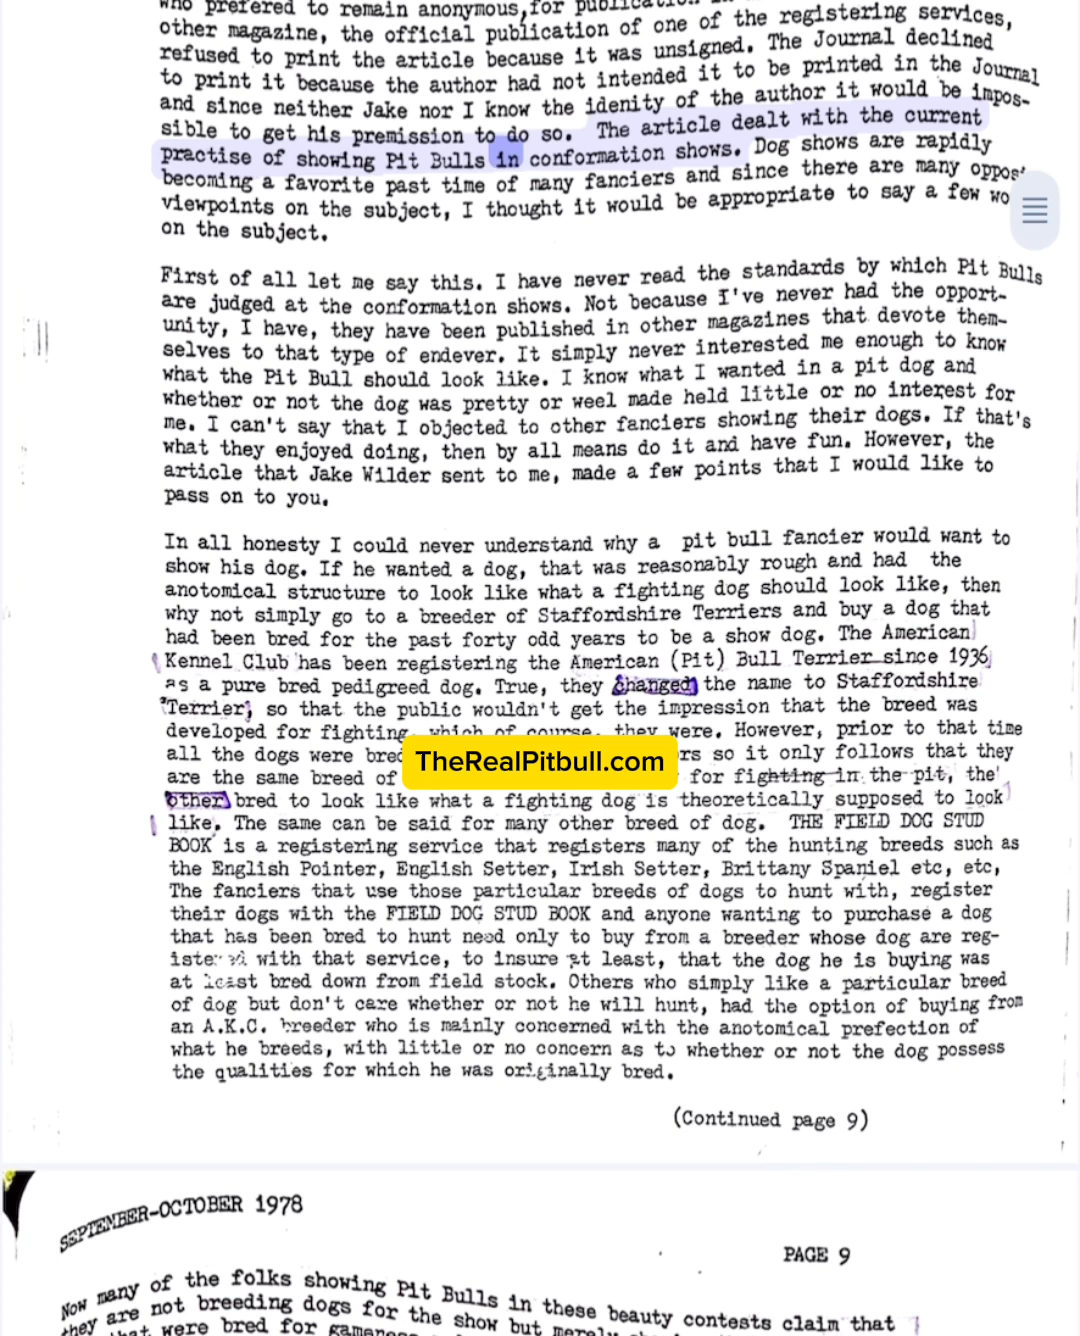 who prefered to remain anonymous, for
other magazine, the official publication of one of the registering services,
refused to print the article because it was unsigned. The Journal declined
to print it because the author had not intended it to be printed in the Journal
and since neither Jake nor I know the idenity of the author it would be impos-
sible to get his premission to do so. The article dealt with the current
practise of showing Pit Bulls in conformation shows. Dog shows are rapidly
becoming a favorite past time of many fanciers and since there are many
viewpoints on the subject, I thought it would be appropriate to say a few
on the subject.
First of all let me say this. I have never read the standards by which Pit Bulls
are judged at the conformation shows. Not because I've never had the opport-
unity, I have, they have been published in other magazines that devote them-
selves to that type of endever. It simply never interested me enough to know
what the Pit Bull should look like. I know what I wanted in a pit dog and
whether or not the dog was pretty or weel made held little or no interest for
me. I can't say that I objected to other fanciers showing their dogs. If that's
what they enjoyed doing, then by all means do it and have fun. However, the
article that Jake Wilder sent to me, made a few points that I would like to
pass on to you.
In all honesty I could never understand why a pit bull fancier would want to
show his dog. If he wanted a dog, that was reasonably rough and had the
anotomical structure to look like what a fighting dog should look like, then
why not simply go to a breeder of Staffordshire Terriers and buy a dog that
had been bred for the past forty odd years to be a show dog. The American
Kennel Club has been registering the American (Pit) Bull Terrier since 1936
as a pure bred pedigreed dog. True, they changed the name to Staffordshire
Terrier, so that the public wouldn't get the impression that the breed was
developed for fighting, which of course, they were. However, prior to that time
all the dogs were bred rs so it only follows that they
TheRealPitbull.com
are the same breed of for fighting in the pit, the
other bred to look like what a fighting dog is theoretically supposed to look
like. The same can be said for many other breed of dog. THE FIELD DOG STUD
BOOK is a registering service that registers many of the hunting breeds such as
the English Pointer, English Setter, Irish Setter, Brittany Spaniel etc, etc,
The fanciers that use those particular breeds of dogs to hunt with, register
their dogs with the FIELD DOG STUD BOOK and anyone wanting to purchase a dog
that has been bred to hunt need only to buy from a breeder whose dog are reg-
istered with that service, to insure at least, that the dog he is buying was
at least bred down from field stock. Others who simply like a particular breed
of dog but don't care whether or not he will hunt, had the option of buying from
an A.K.C. breeder who is mainly concerned with the anotomical prefection of
what he breeds, with little or no concern as to whether or not the dog possess
the qualities for which he was originally bred.
(Continued page 9)
SEPTEMBER-OCTOBER 1978
PAGE 9
Now many of the folks showing Pit Bulls in these beauty contests claim that
they are not breeding dogs for the show but merely
that were bred for